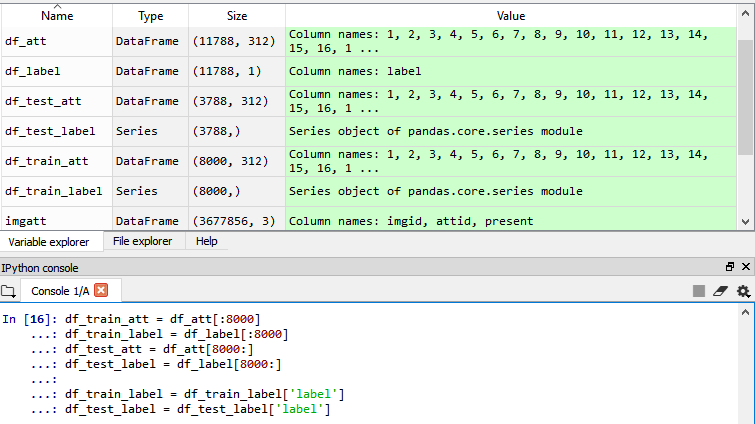 Name Type Size Value
df_att DataFrame (11788, 312) Column names: 1, 2, 3, 4, 5, 6, 7, 8, 9, 10, 11, 12, 13, 14,
15, 16, 1 ...
df_label DataFrame (11788, 1) Column names: label
df_test_att DataFrame (3788, 312) Column names: 1, 2, 3, 4, 5, 6, 7, 8, 9, 10, 11, 12, 13, 14,
15, 16, 1 ...
df_test_label Series (3788,) Series object of pandas.core.series module
df_train_att DataFrame (8000, 312) Column names: 1, 2, 3, 4, 5, 6, 7, 8, 9, 10, 11, 12, 13, 14,
15, 16, 1 ...
df_train_label Series (8000,) Series object of pandas.core.series module
imgatt DataFrame (3677856, 3) Column names: imgid, attid, present
Variable explorer File explorer Help
IPython console
Console 1/A
In [16]: df_train_att = df_att[:8000]
...: df_train_label = df_label[:8000]
...: df_test_att = df_att[8000:]
...: df_test_label = df_label[8000:]
...:
...: df_train_label = df_train_label['label']
...: df_test_label = df_test_label['label']